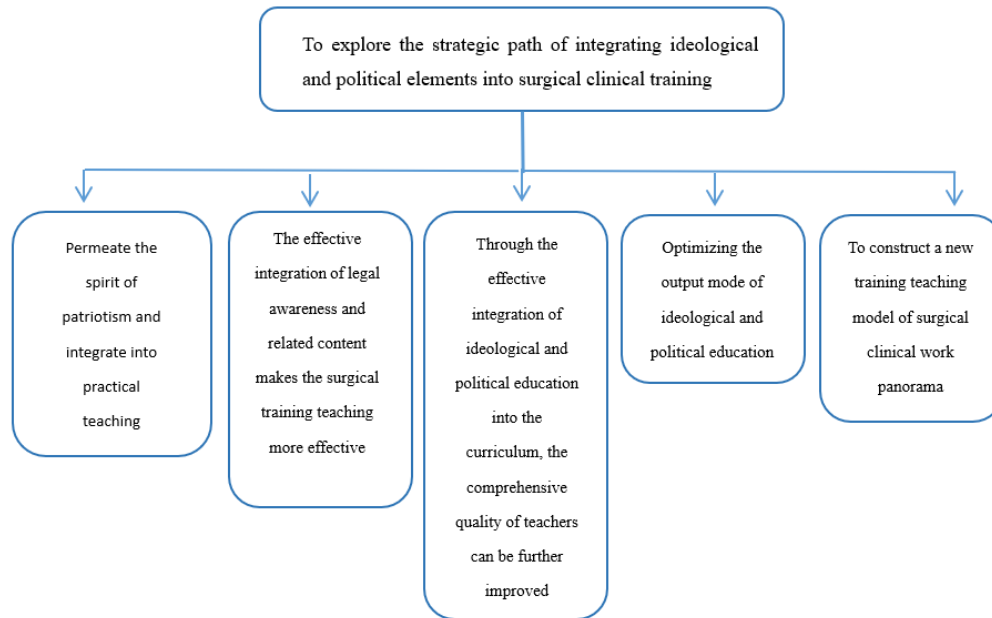 To explore the strategic path of integrating ideological
and political elements into surgical clinical training
Permeate the
spirit of
patriotism and
integrate into
practical
teaching
The effective
integration of legal
awareness and
related content
makes the surgical
training teaching
more effective
Through the
effective
integration of
ideological and
political education
into the
curriculum, the
comprehensive
quality of teachers
can be further
improved
Optimizing the
output mode of
ideological and
political education
To construct a new
training teaching
model of surgical
clinical work
panorama